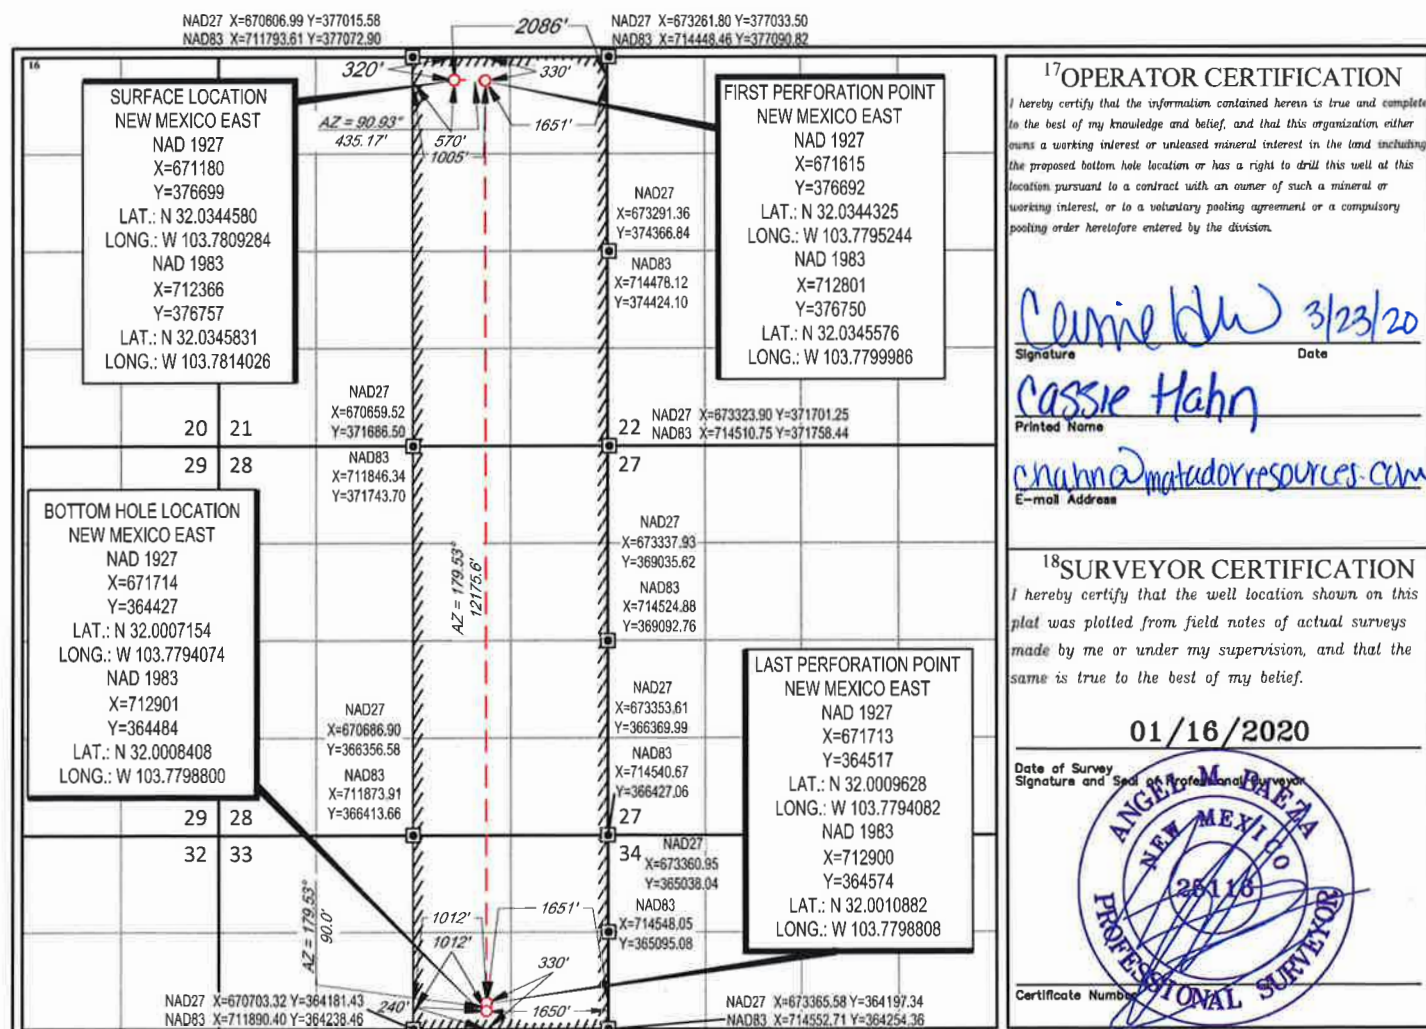 NAD27 X=670606.99 Y=377015.58
NAD83 X=711793.61 Y=377072.90
2086'
NAD27 X=673261.80 Y=377033.50
NAD83 X=714448.46 Y=377090.82
16
320'
330'
SURFACE LOCATION
NEW MEXICO EAST
NAD 1927
X=671180
Y=376699
LAT.: N 32.0344580
LONG.: W 103.7809284
NAD 1983
X=712366
Y=376757
LAT.: N 32.0345831
LONG.: W 103.7814026
AZ = 90.93°
435.17'
570'
1005'
1651'
FIRST PERFORATION POINT
NEW MEXICO EAST
NAD 1927
X=671615
Y=376692
LAT.: N 32.0344325
LONG.: W 103.7795244
NAD 1983
X=712801
Y=376750
LAT.: N 32.0345576
LONG.: W 103.7799986
NAD27
X=673291.36
Y=374366.84
NAD83
X=714478.12
Y=374424.10
NAD27
X=670659.52
Y=371686.50
NAD83
X=711846.34
Y=371743.70
20 21
29 28
22
27
NAD27 X=673323.90 Y=371701.25
NAD83 X=714510.75 Y=371758.44
BOTTOM HOLE LOCATION
NEW MEXICO EAST
NAD 1927
X=671714
Y=364427
LAT.: N 32.0007154
LONG.: W 103.7794074
NAD 1983
X=712901
Y=364484
LAT.: N 32.0008408
LONG.: W 103.7798800
AZ = 179.53°
12175.6'
NAD27
X=673337.93
Y=369035.62
NAD83
X=714524.88
Y=369092.76
NAD27
X=670686.90
Y=366356.58
NAD83
X=711873.91
Y=366413.66
NAD27
X=673353.61
Y=366369.99
NAD83
X=714540.67
Y=366427.06
LAST PERFORATION POINT
NEW MEXICO EAST
NAD 1927
X=671713
Y=364517
LAT.: N 32.0009628
LONG.: W 103.7794082
NAD 1983
X=712900
Y=364574
LAT.: N 32.0010882
LONG.: W 103.7798808
29 28
32 33
27
34
NAD27
X=673360.95
Y=365038.04
NAD83
X=714548.05
Y=365095.08
AZ = 179.53°
90.0'
1012'
1012'
1651'
330'
240'
1650'
NAD27 X=670703.32 Y=364181.43
NAD83 X=711890.40 Y=364238.46
NAD27 X=673365.58 Y=364197.34
NAD83 X=714552.71 Y=364254.36
17 OPERATOR CERTIFICATION
I hereby certify that the information contained herein is true and complete
to the best of my knowledge and belief, and that this organization either
owns a working interest or unleased mineral interest in the land including
the proposed bottom hole location or has a right to drill this well at this
location pursuant to a contract with an owner of such a mineral or
working interest, or to a voluntary pooling agreement or a compulsory
pooling order heretofore entered by the division.
3/23/20
Signature Date
Cassie Hahn
Printed Name
chahn@matadorresources.com
E-mail Address
18 SURVEYOR CERTIFICATION
I hereby certify that the well location shown on this
plat was plotted from field notes of actual surveys
made by me or under my supervision, and that the
same is true to the best of my belief.
01/16/2020
Date of Survey
Signature and Seal of Professional Surveyor
ANGEL M. BAEZA
NEW MEXICO
25116
PROFESSIONAL SURVEYOR
Certificate Number